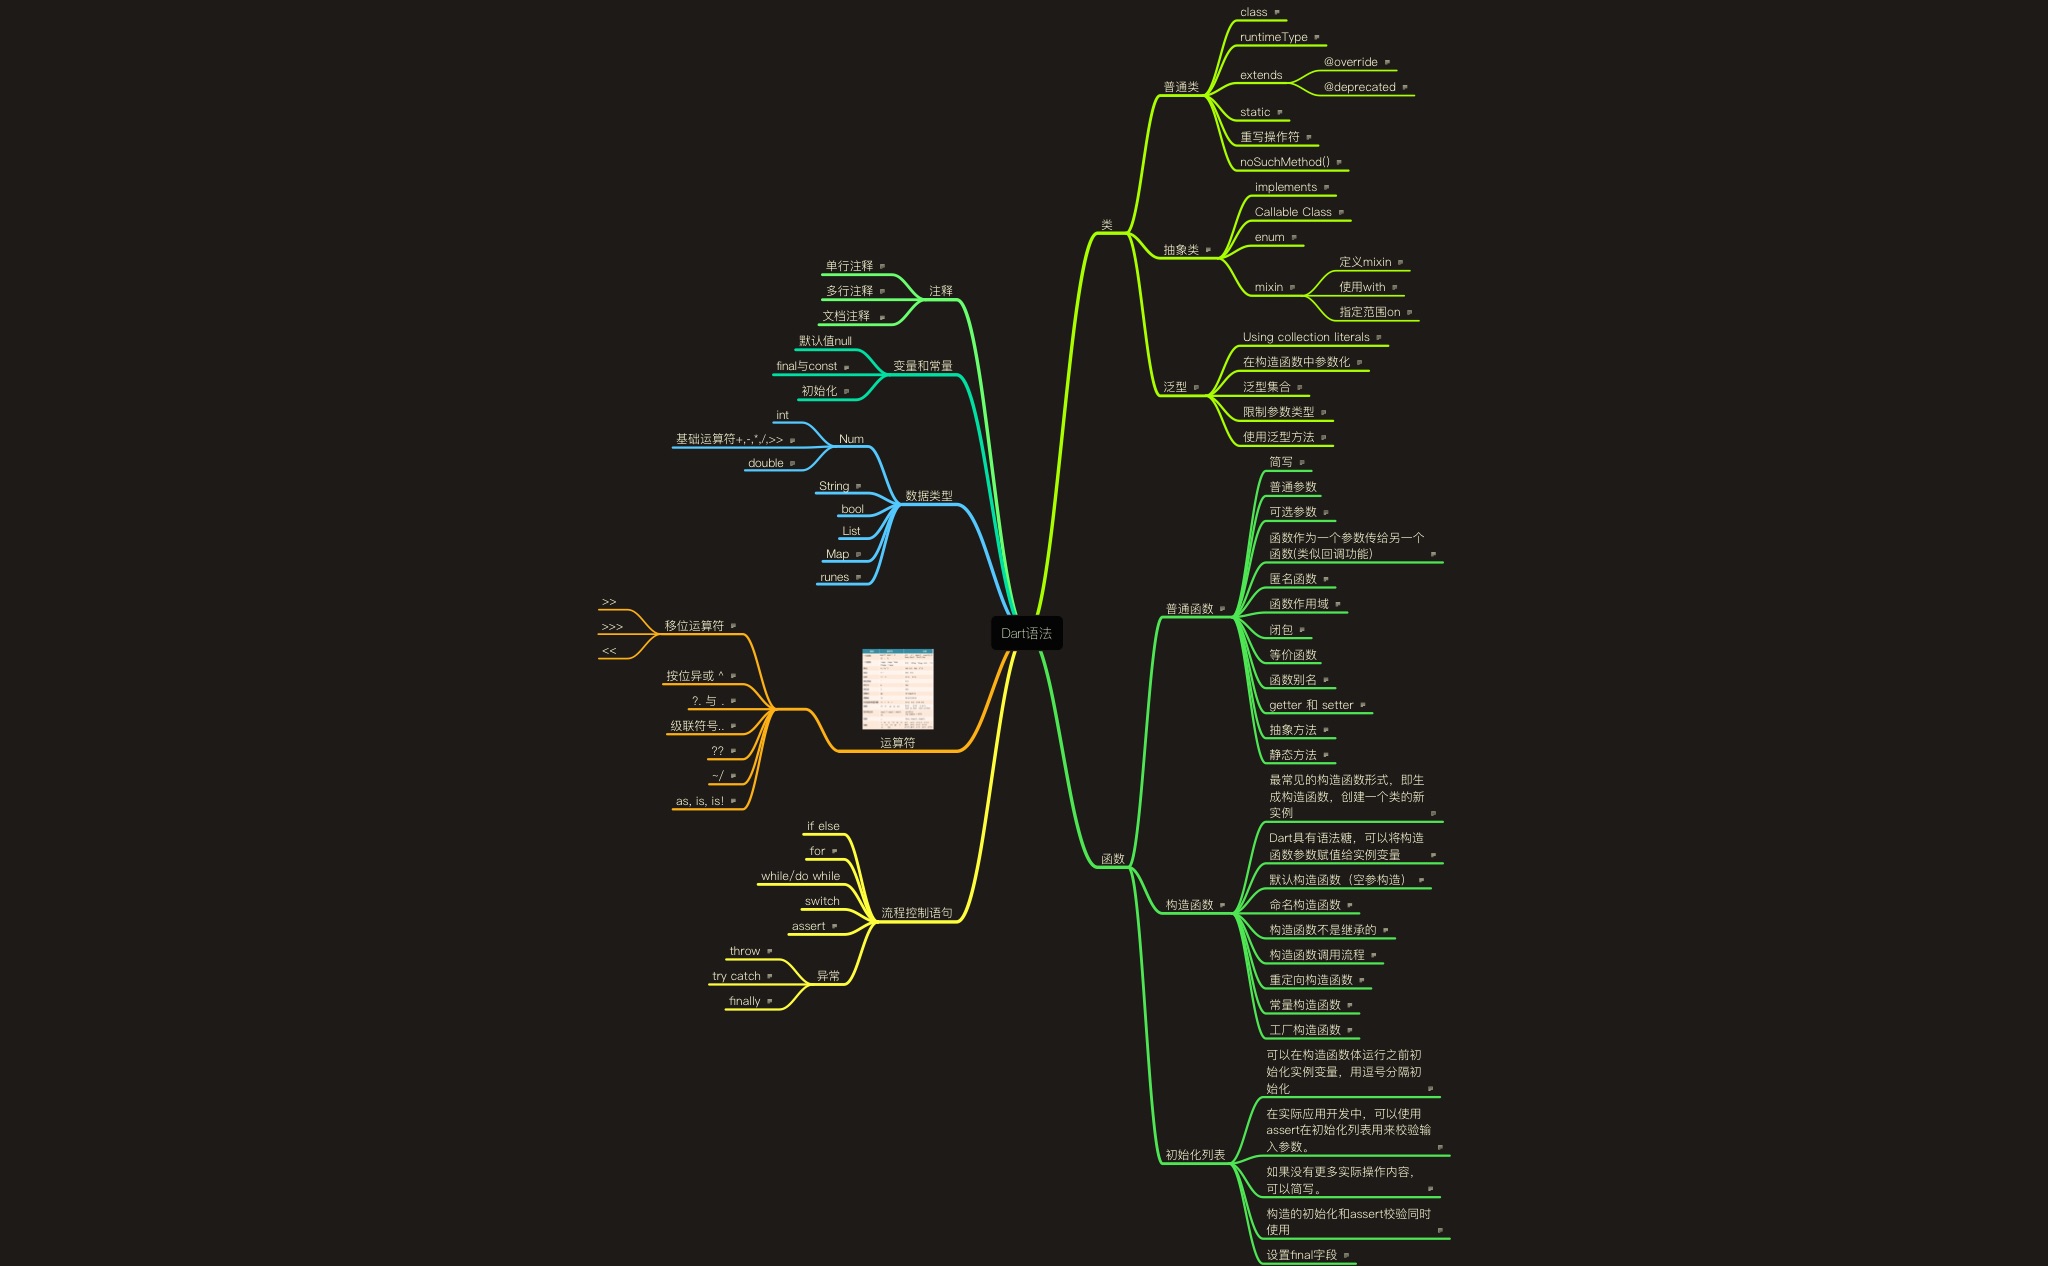 Dart语法
类
普通类
class
runtimeType
extends
@override
@deprecated
static
重写操作符
noSuchMethod()
抽象类
implements
Callable Class
enum
mixin
定义mixin
使用with
指定范围on
泛型
Using collection literals
在构造函数中参数化
泛型集合
限制参数类型
使用泛型方法
函数
普通函数
简写
普通参数
可选参数
函数作为一个参数传给另一个
函数(类似回调功能)
匿名函数
函数作用域
闭包
等价函数
函数别名
getter 和 setter
抽象方法
静态方法
构造函数
最常见的构造函数形式，即生
成构造函数，创建一个类的新
实例
Dart具有语法糖，可以将构造
函数参数赋值给实例变量
默认构造函数（空参构造）
命名构造函数
构造函数不是继承的
构造函数调用流程
重定向构造函数
常量构造函数
工厂构造函数
初始化列表
可以在构造函数体运行之前初
始化实例变量，用逗号分隔初
始化
在实际应用开发中，可以使用
assert在初始化列表用来校验输
入参数。
如果没有更多实际操作内容，
可以简写。
构造的初始化和assert校验同时
使用
设置final字段
注释
单行注释
多行注释
文档注释
变量和常量
默认值null
final与const
初始化
数据类型
Num
int
基础运算符+,-,*,/,>>
double
String
bool
List
Map
runes
运算符
移位运算符
>>
>>>
<<
按位异或 ^
?. 与 .
级联符号..
??
~/
as, is, is!
流程控制语句
if else
for
while/do while
switch
assert
异常
throw
try catch
finally